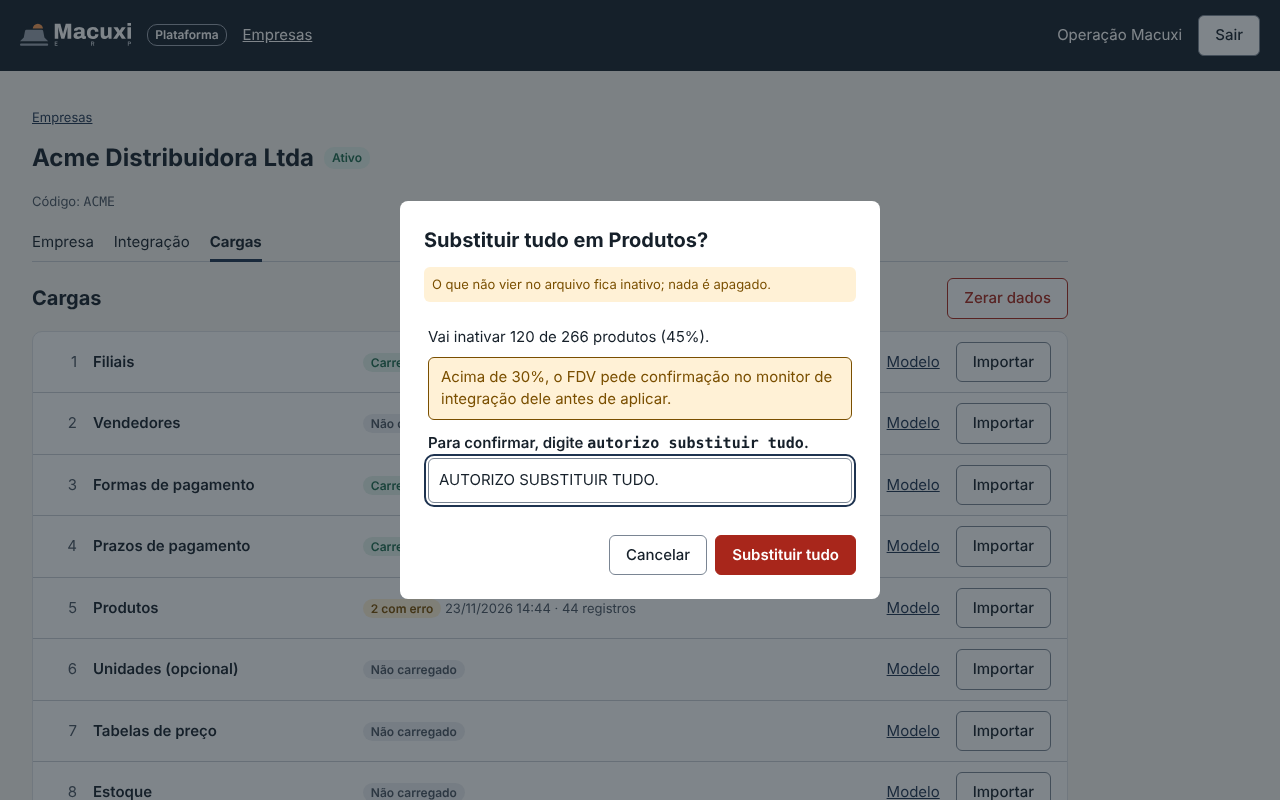 Macuxi
E R P
Plataforma
Empresas
Operação Macuxi
Sair
Empresas
Acme Distribuidora Ltda
Ativo
Código: ACME
Empresa
Integração
Cargas
Cargas
Zerar dados
Substituir tudo em Produtos?
O que não vier no arquivo fica inativo; nada é apagado.
Vai inativar 120 de 266 produtos (45%).
Acima de 30%, o FDV pede confirmação no monitor de
integração dele antes de aplicar.
Para confirmar, digite autorizo substituir tudo.
AUTORIZO SUBSTITUIR TUDO.
Cancelar
Substituir tudo
1 Filiais Modelo Importar
2 Vendedores Modelo Importar
3 Formas de pagamento Modelo Importar
4 Prazos de pagamento Modelo Importar
5 Produtos 2 com erro 23/11/2026 14:44 · 44 registros Modelo Importar
6 Unidades (opcional) Não carregado Modelo Importar
7 Tabelas de preço Não carregado Modelo Importar
8 Estoque Não carregado Modelo Importar